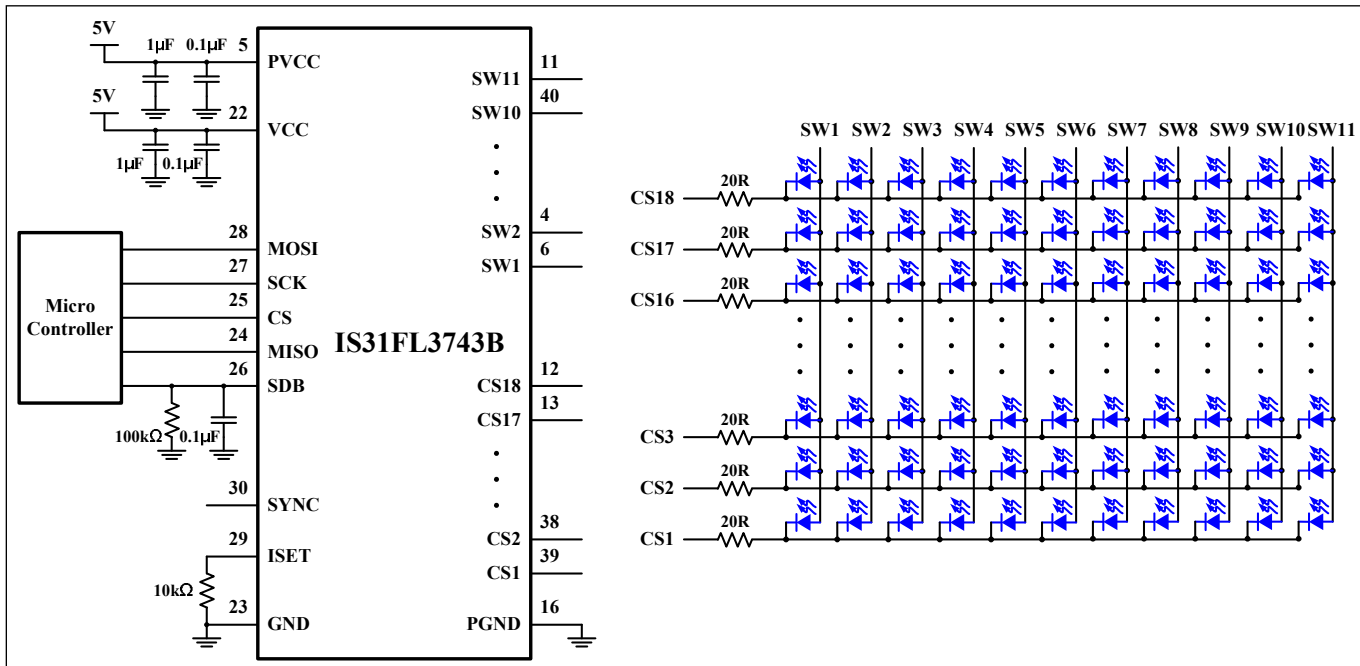 5V
1µF
0.1µF
5
PVCC
5V
22
VCC
1µF
0.1µF
28
MOSI
27
SCK
25
CS
24
MISO
26
SDB
Micro
Controller
100kΩ
0.1µF
30
SYNC
29
ISET
10kΩ
23
GND
IS31FL3743B
11
SW11
40
SW10
4
SW2
6
SW1
12
CS18
13
CS17
38
CS2
39
CS1
16
PGND
SW1 SW2 SW3 SW4 SW5 SW6 SW7 SW8 SW9 SW10 SW11
20R
CS18
20R
CS17
20R
CS16
20R
CS3
20R
CS2
20R
CS1